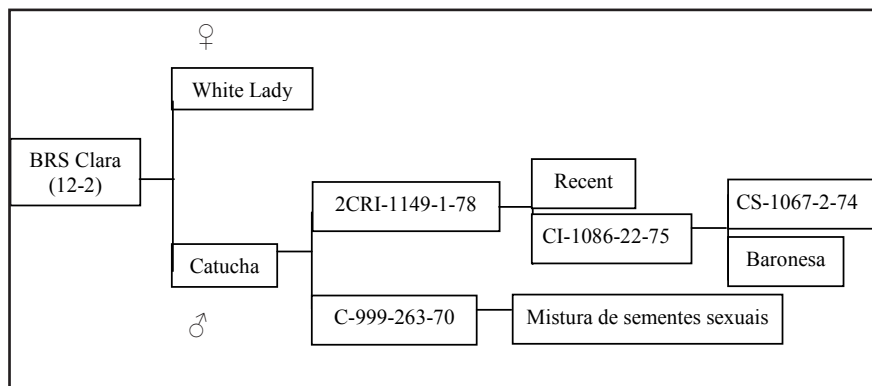 ♀
White Lady
BRS Clara
(12-2)
Catucha
♂
2CRI-1149-1-78
C-999-263-70
Recent
CI-1086-22-75
Mistura de sementes sexuais
CS-1067-2-74
Baronesa